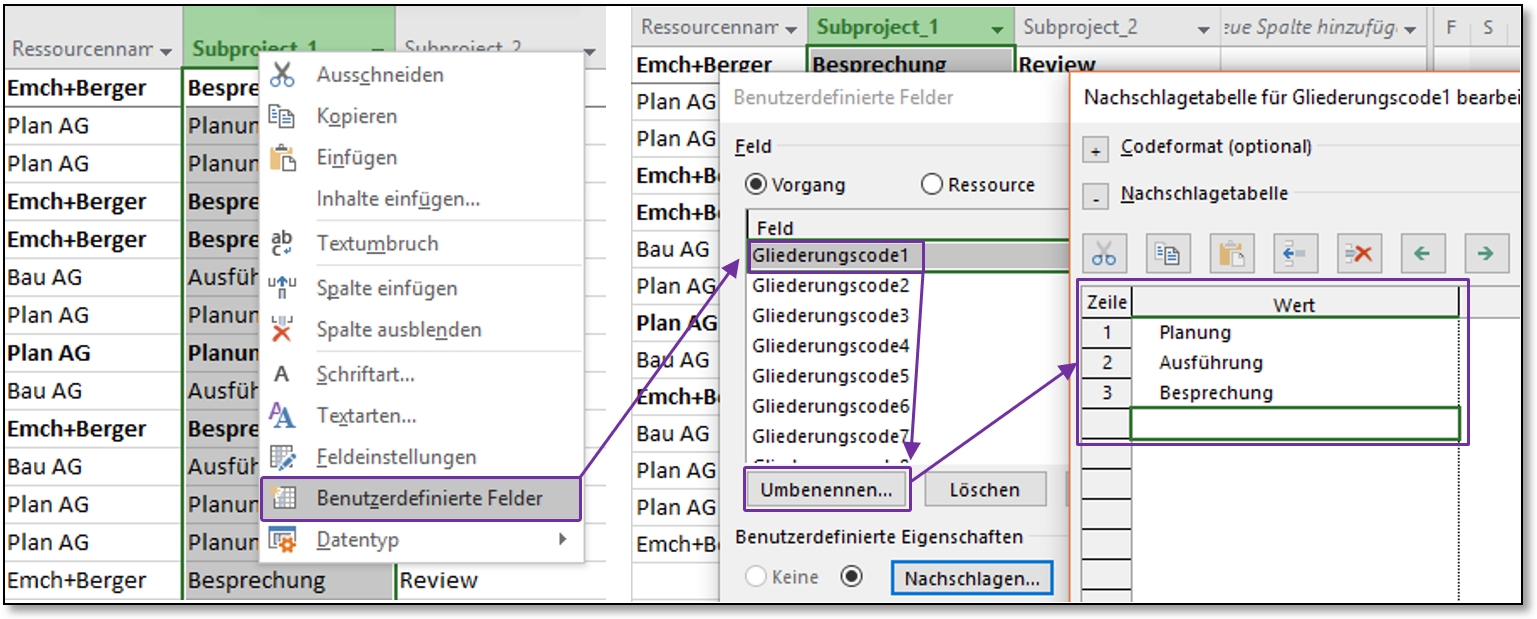 Ressourcennam Subproject_1 Subproject_2
Emch+Berger Bespre
Plan AG Planun
Plan AG Planun
Emch+Berger Bespre
Emch+Berger Bespre
Bau AG Ausfüh
Plan AG Planun
Plan AG Planun
Bau AG Ausfüh
Emch+Berger Bespre
Bau AG Ausfüh
Plan AG Planun
Plan AG Planun
Emch+Berger Besprechung Review
Ausschneiden
Kopieren
Einfügen
Inhalte einfügen...
Textumbruch
Spalte einfügen
Spalte ausblenden
Schriftart...
Textarten...
Feldeinstellungen
Benutzerdefinierte Felder
Datentyp
Ressourcennam Subproject_1 Subproject_2 eue Spalte hinzufüg F S
Emch+Berger Besprechung Review
Plan AG
Plan AG
Emch+B
Emch+B
Bau AG
Plan AG
Plan AG
Bau AG
Emch+B
Bau AG
Plan AG
Plan AG
Emch+B
Benutzerdefinierte Felder
Feld
Vorgang Ressource
Feld
Gliederungscode1
Gliederungscode2
Gliederungscode3
Gliederungscode4
Gliederungscode5
Gliederungscode6
Gliederungscode7
Umbenennen... Löschen
Benutzerdefinierte Eigenschaften
Keine Nachschlagen...
Nachschlagetabelle für Gliederungscode1 bearbei
+ Codeformat (optional)
- Nachschlagetabelle
Zeile Wert
1 Planung
2 Ausführung
3 Besprechung